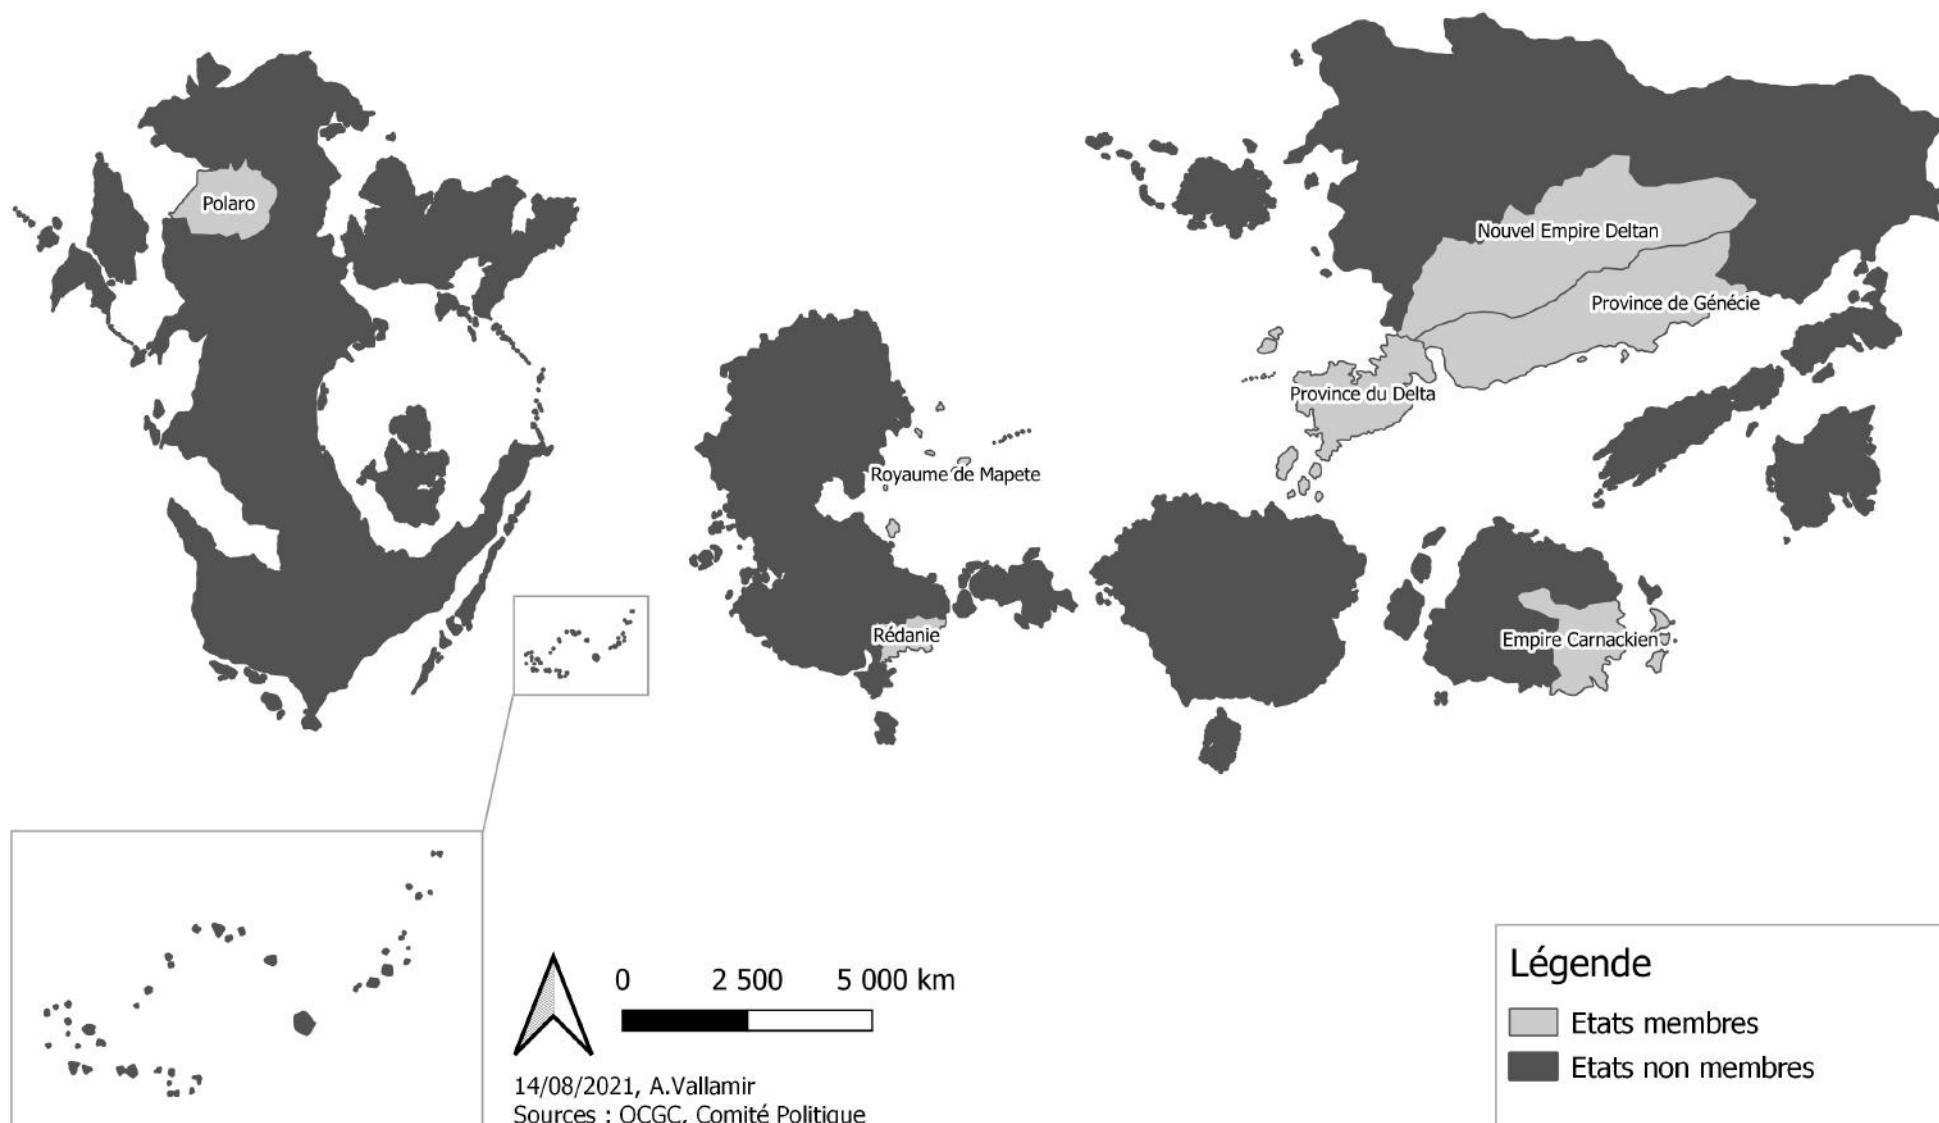 Polaro
Nouvel Empire Deltan
Province de Génécie
Province du Delta
Royaume de Mapete
Rédanie
Empire Carnackien
0 2 500 5 000 km
14/08/2021, A.Vallamir
Sources : OCGC, Comité Politique
Légende
Etats membres
Etats non membres